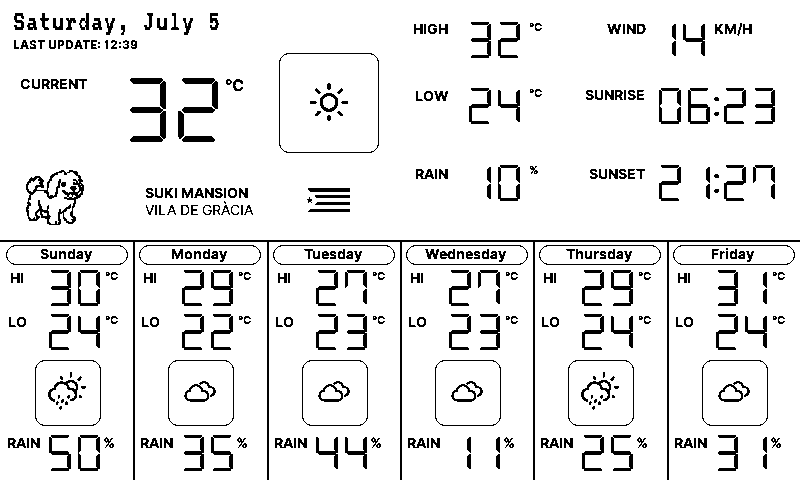 Saturday, July 5
LAST UPDATE: 12:39
CURRENT 32 °C
HIGH 32 °C
WIND 14 KM/H
LOW 24 °C
SUNRISE 06:23
RAIN 10 %
SUNSET 21:27
SUKI MANSION
VILA DE GRÀCIA
Sunday
HI 30 °C
LO 24 °C
RAIN 50 %
Monday
HI 29 °C
LO 22 °C
RAIN 35 %
Tuesday
HI 27 °C
LO 23 °C
RAIN 44 %
Wednesday
HI 27 °C
LO 23 °C
RAIN 11 %
Thursday
HI 29 °C
LO 24 °C
RAIN 25 %
Friday
HI 31 °C
LO 24 °C
RAIN 31 %